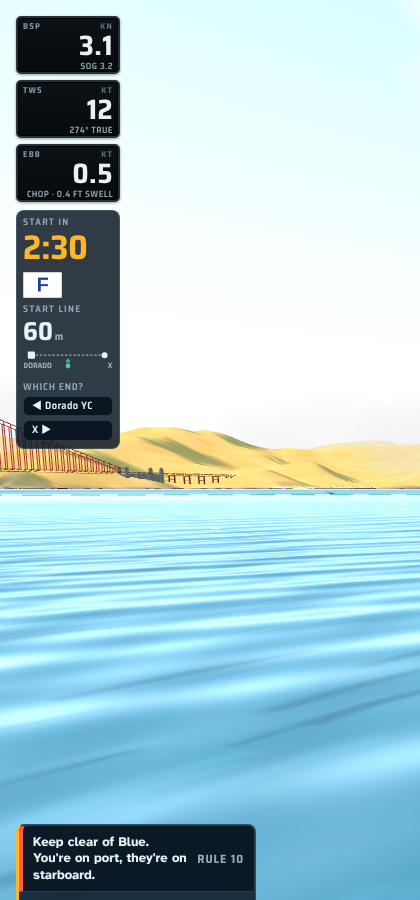 BSP KN
3.1
SOG 3.2
TWS KT
12
274° TRUE
EBB KT
0.5
CHOP · 0.4 FT SWELL
START IN
2:30
F
START LINE
60 m
DORADO X
WHICH END?
◀ Dorado YC
X ▶
Keep clear of Blue.
You're on port, they're on
starboard.
RULE 10